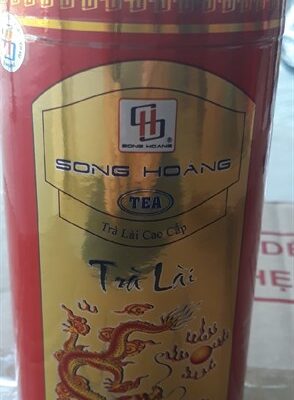 SONG HOANG ®
SONG HOANG
TEA
Trà Lài Cao Cấp
Trà Lài